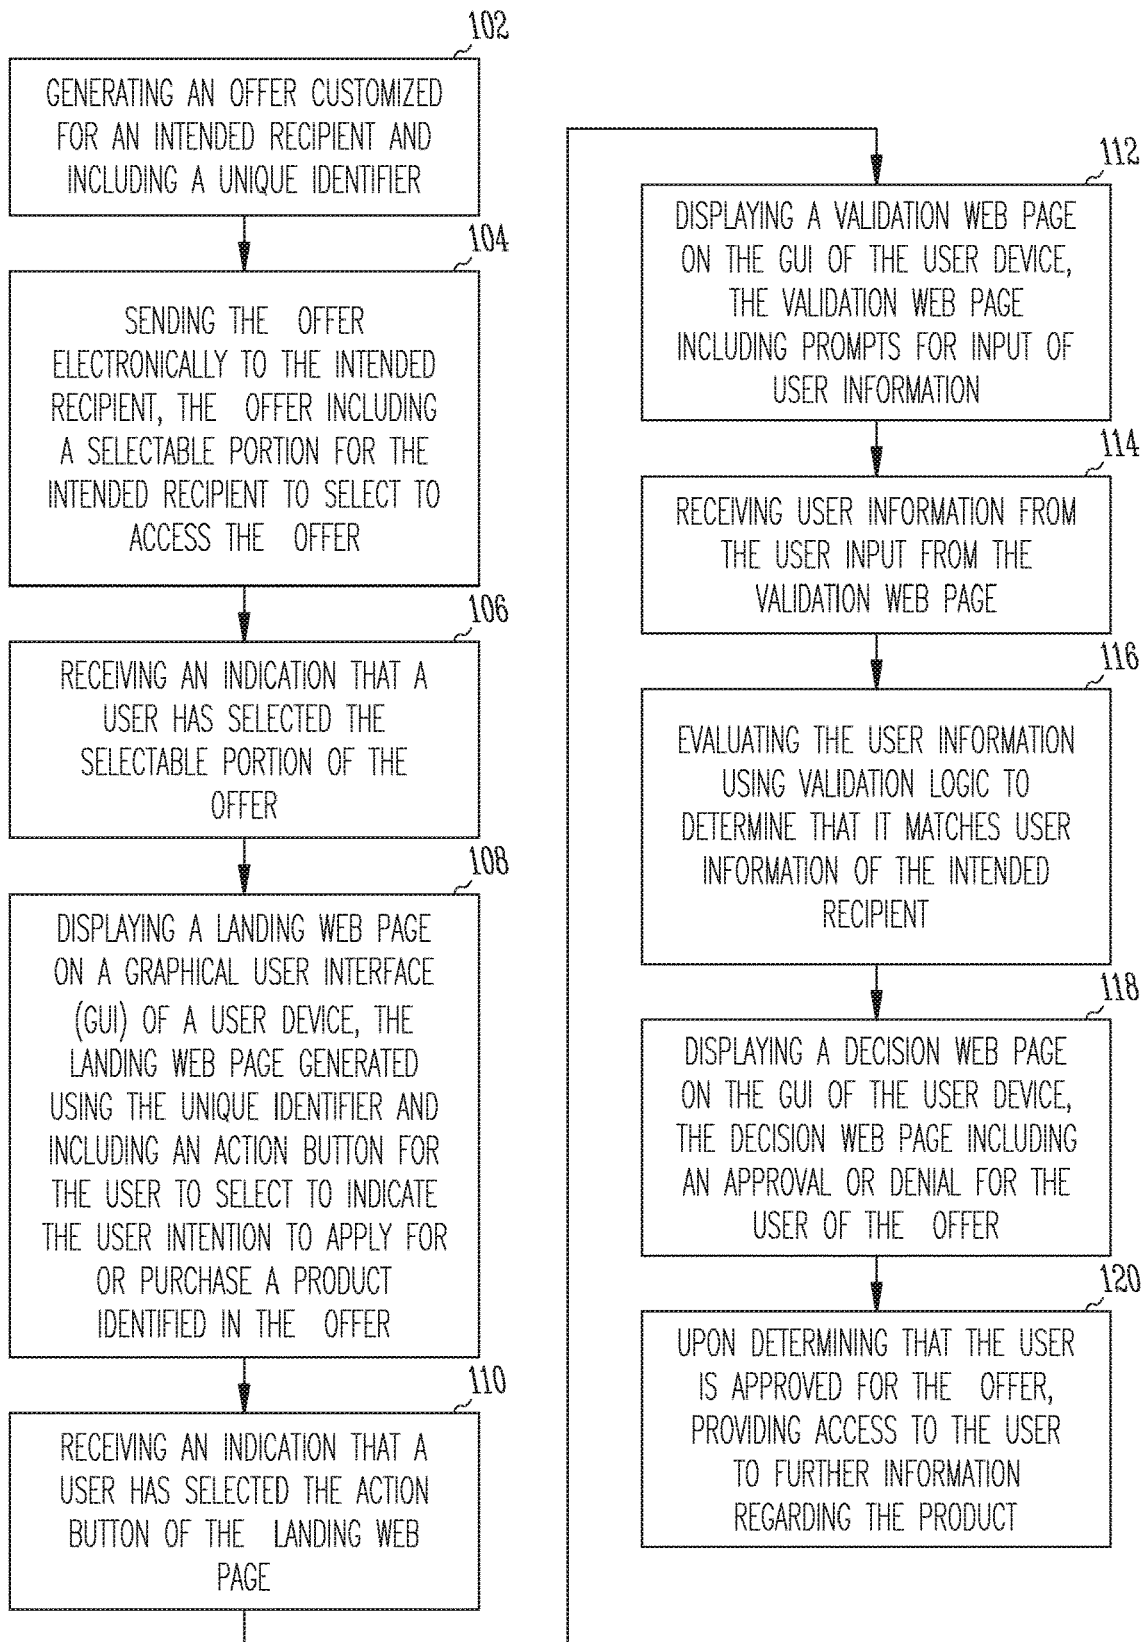 102
GENERATING AN OFFER CUSTOMIZED
FOR AN INTENDED RECIPIENT AND
INCLUDING A UNIQUE IDENTIFIER
104
SENDING THE OFFER
ELECTRONICALLY TO THE INTENDED
RECIPIENT, THE OFFER INCLUDING
A SELECTABLE PORTION FOR THE
INTENDED RECIPIENT TO SELECT TO
ACCESS THE OFFER
106
RECEIVING AN INDICATION THAT A
USER HAS SELECTED THE
SELECTABLE PORTION OF THE
OFFER
108
DISPLAYING A LANDING WEB PAGE
ON A GRAPHICAL USER INTERFACE
(GUI) OF A USER DEVICE, THE
LANDING WEB PAGE GENERATED
USING THE UNIQUE IDENTIFIER AND
INCLUDING AN ACTION BUTTON FOR
THE USER TO SELECT TO INDICATE
THE USER INTENTION TO APPLY FOR
OR PURCHASE A PRODUCT
IDENTIFIED IN THE OFFER
110
RECEIVING AN INDICATION THAT A
USER HAS SELECTED THE ACTION
BUTTON OF THE LANDING WEB
PAGE
112
DISPLAYING A VALIDATION WEB PAGE
ON THE GUI OF THE USER DEVICE,
THE VALIDATION WEB PAGE
INCLUDING PROMPTS FOR INPUT OF
USER INFORMATION
114
RECEIVING USER INFORMATION FROM
THE USER INPUT FROM THE
VALIDATION WEB PAGE
116
EVALUATING THE USER INFORMATION
USING VALIDATION LOGIC TO
DETERMINE THAT IT MATCHES USER
INFORMATION OF THE INTENDED
RECIPIENT
118
DISPLAYING A DECISION WEB PAGE
ON THE GUI OF THE USER DEVICE,
THE DECISION WEB PAGE INCLUDING
AN APPROVAL OR DENIAL FOR THE
USER OF THE OFFER
120
UPON DETERMINING THAT THE USER
IS APPROVED FOR THE OFFER,
PROVIDING ACCESS TO THE USER
TO FURTHER INFORMATION
REGARDING THE PRODUCT